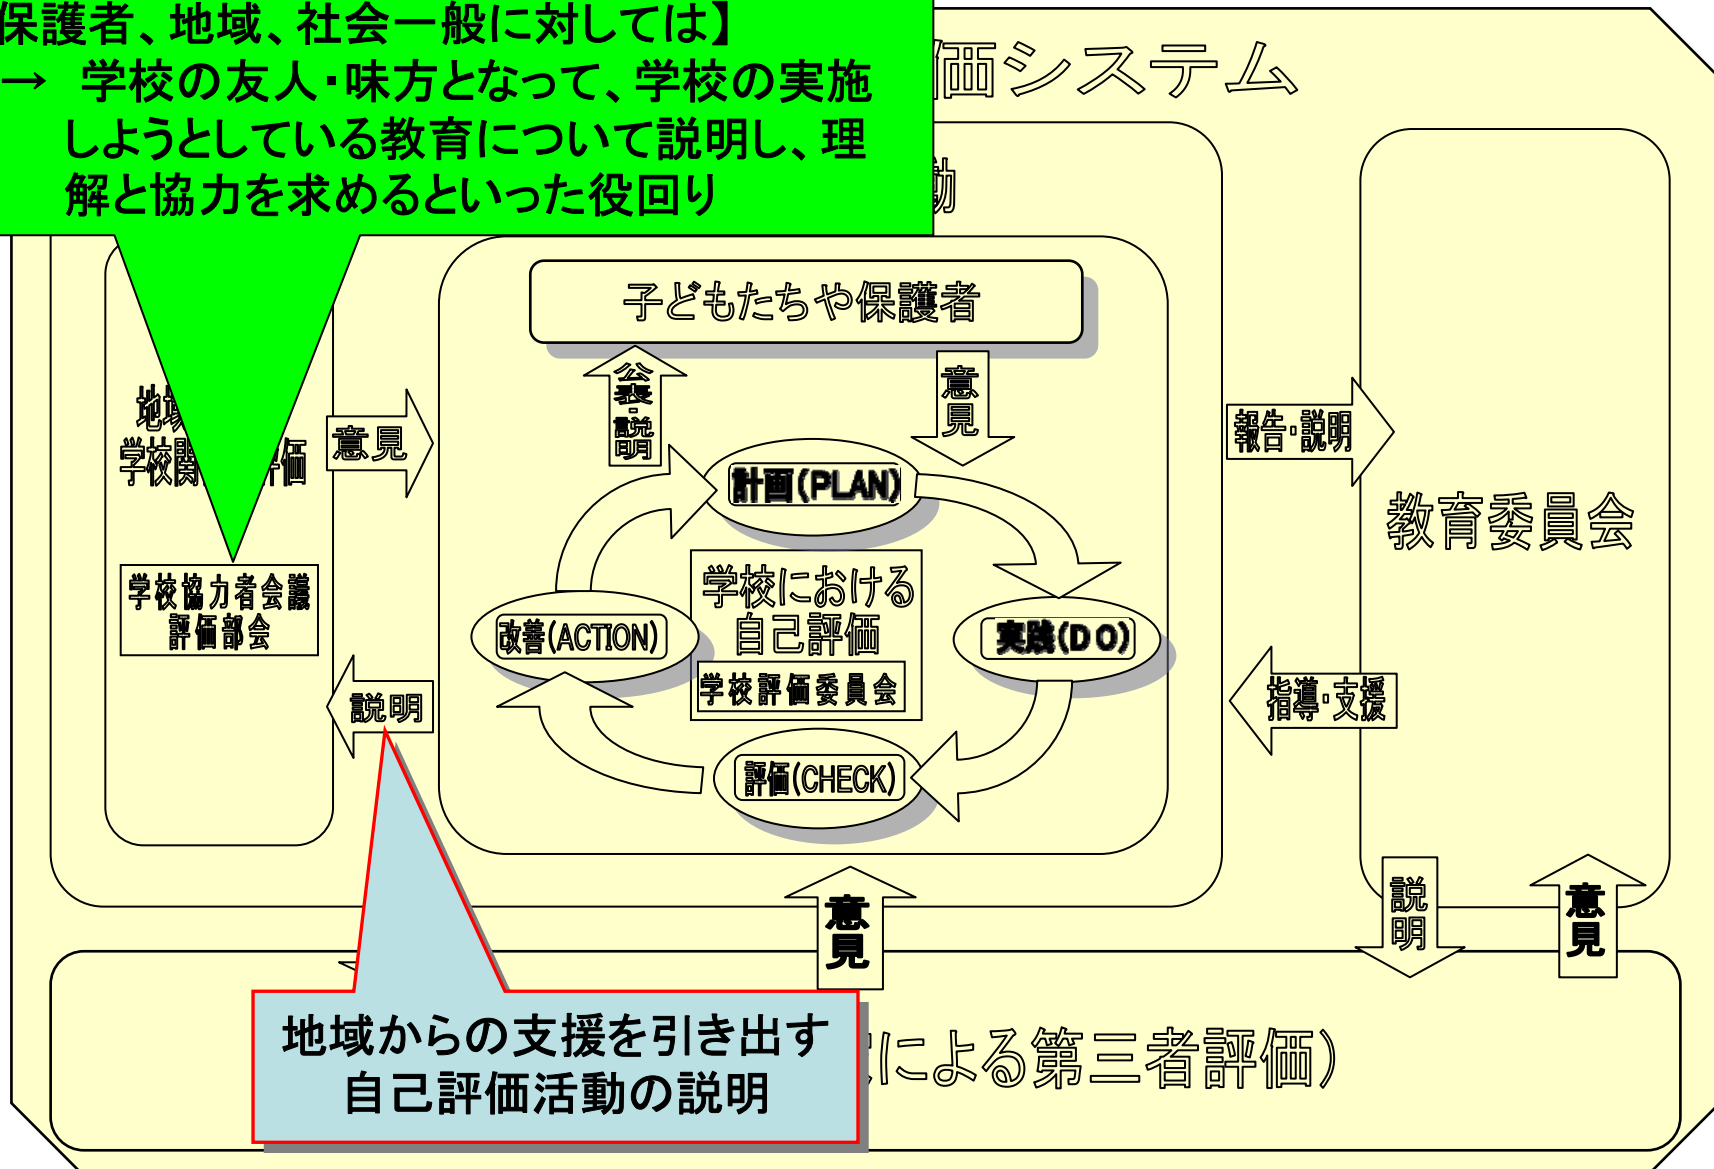 保護者、地域、社会一般に対しては】
→ 学校の友人・味方となって、学校の実施
しようとしている教育について説明し、理
解と協力を求めるといった役回り
価システム
動
子どもたちや保護者
公表・説明
意見
地域
学校関
評価
意見
報告・説明
計画(PLAN)
教育委員会
学校における
自己評価
学校評価委員会
学校協力者会議
評価部会
改善(ACTION)
実践(DO)
説明
指導・支援
評価(CHECK)
意見
説明
意見
地域からの支援を引き出す
自己評価活動の説明
による第三者評価)